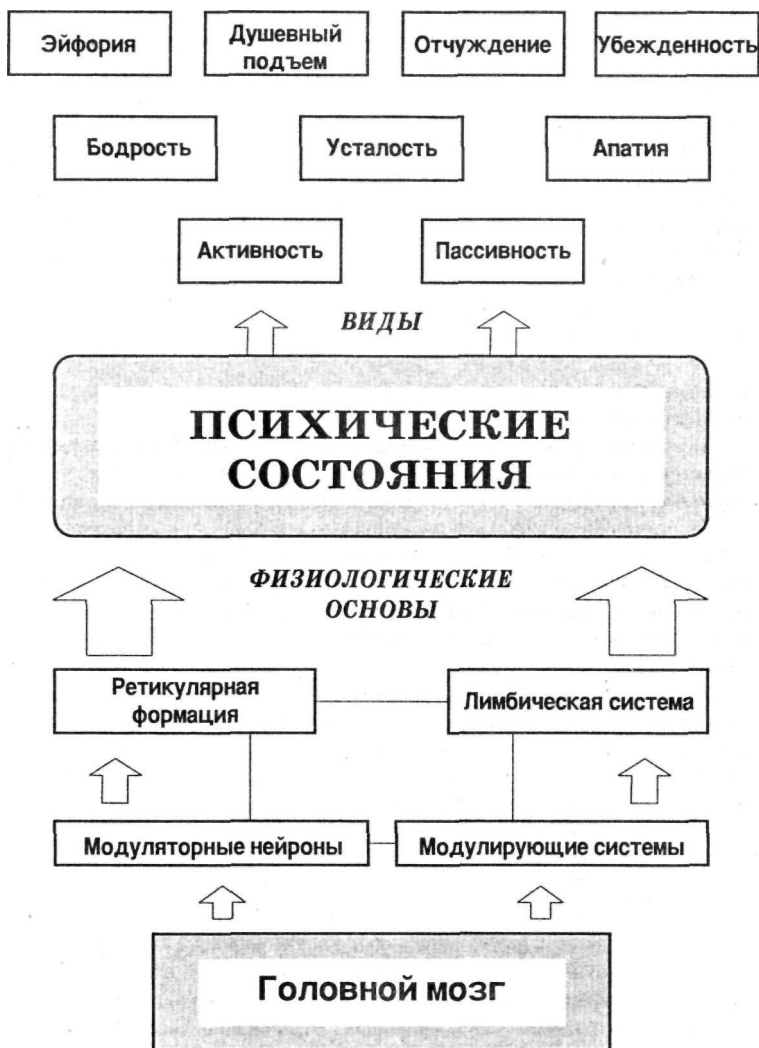 Эйфория
Душевный
подъем
Отчуждение
Убежденность
Бодрость
Усталость
Апатия
Активность
Пассивность
ВИДЫ
ПСИХИЧЕСКИЕ
СОСТОЯНИЯ
ФИЗИОЛОГИЧЕСКИЕ
ОСНОВЫ
Ретикулярная
формация
Лимбическая система
Модуляторные нейроны
Модулирующие системы
Головной мозг